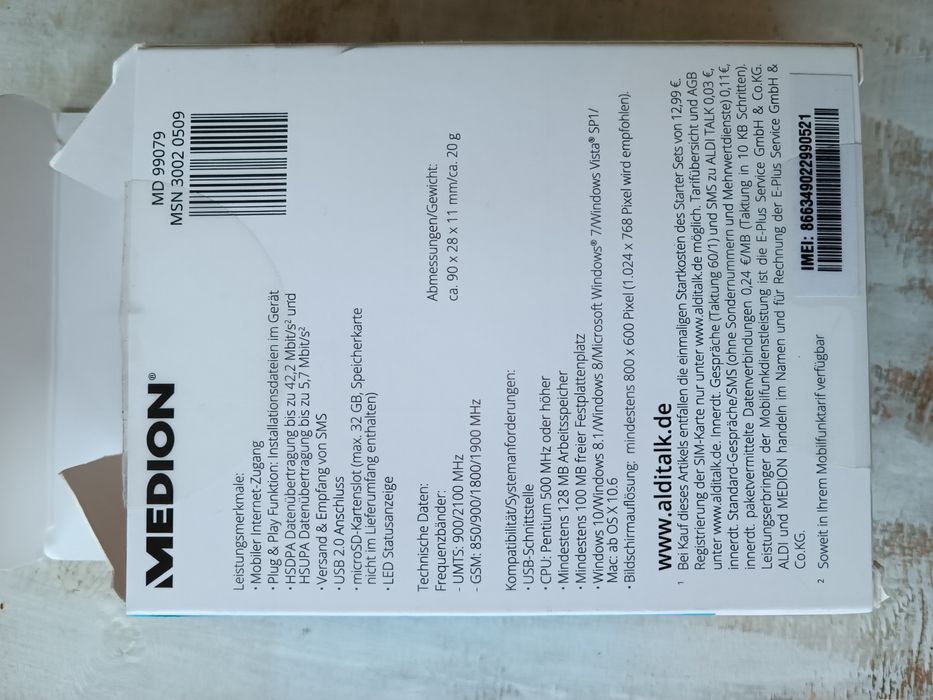 MEDION®
MD 99079
MSN 3002 0509
Leistungsmerkmale:
• Mobiler Internet-Zugang
• Plug & Play Funktion: Installationsdateien im Gerät
• HSDPA Datenübertragung bis zu 42,2 Mbit/s² und
HSUPA Datenübertragung bis zu 5,7 Mbit/s²
• Versand & Empfang von SMS
• USB 2.0 Anschluss
• microSD-Kartenslot (max. 32 GB, Speicherkarte
nicht im Lieferumfang enthalten)
• LED Statusanzeige
Technische Daten:
Frequenzbänder:
- UMTS: 900/2100 MHz
- GSM: 850/900/1800/1900 MHz
Abmessungen/Gewicht:
ca. 90 x 28 x 11 mm/ca. 20 g
Kompatibilität/Systemanforderungen:
• USB-Schnittstelle
• CPU: Pentium 500 MHz oder höher
• Mindestens 128 MB Arbeitsspeicher
• Mindestens 100 MB freier Festplattenplatz
• Windows 10/Windows 8.1/Windows 8/Microsoft Windows® 7/Windows Vista® SP1/
Mac: ab OS X 10.6
• Bildschirmauflösung: mindestens 800 x 600 Pixel (1.024 x 768 Pixel wird empfohlen).
www.alditalk.de
¹ Bei Kauf dieses Artikels entfallen die einmaligen Startkosten des Starter Sets von 12,99 €.
Registrierung der SIM-Karte nur unter www.alditalk.de möglich. Tarifübersicht und AGB
unter www.alditalk.de. Innerdt. Gespräche (Taktung 60/1) und SMS zu ALDI TALK 0,03 €,
innerdt. Standard-Gespräche/SMS (ohne Sondernummern und Mehrwertdienste) 0,11€,
innerdt. paketvermittelte Datenverbindungen 0,24 €/MB (Taktung in 10 KB Schritten).
Leistungserbringer der Mobilfunkdienstleistung ist die E-Plus Service GmbH & Co.KG.
ALDI und MEDION handeln im Namen und für Rechnung der E-Plus Service GmbH &
Co.KG.
² Soweit in Ihrem Mobilfunktarif verfügbar
IMEI: 866349022990521